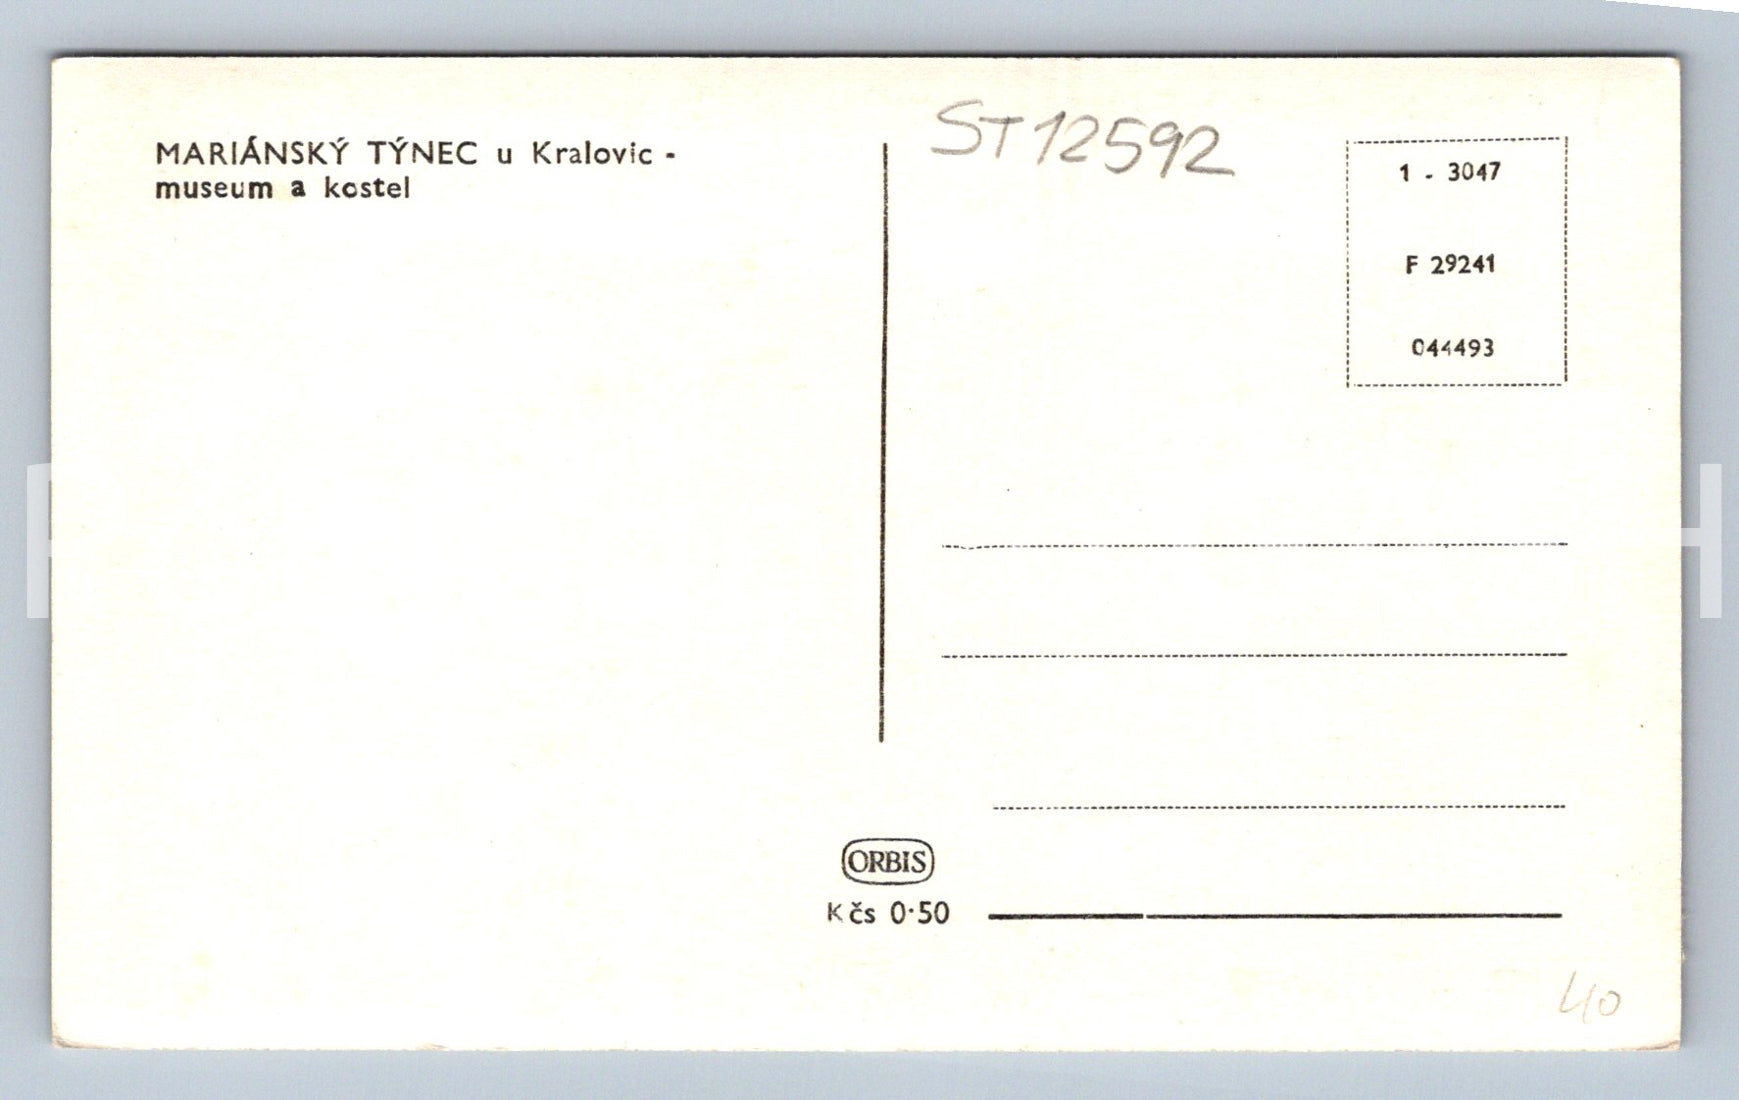 MARIÁNSKÝ TÝNEC u Kralovic -
museum a kostel
ST12592
1 - 3047
F 29241
044493
ORBIS
Kčs 0·50
40